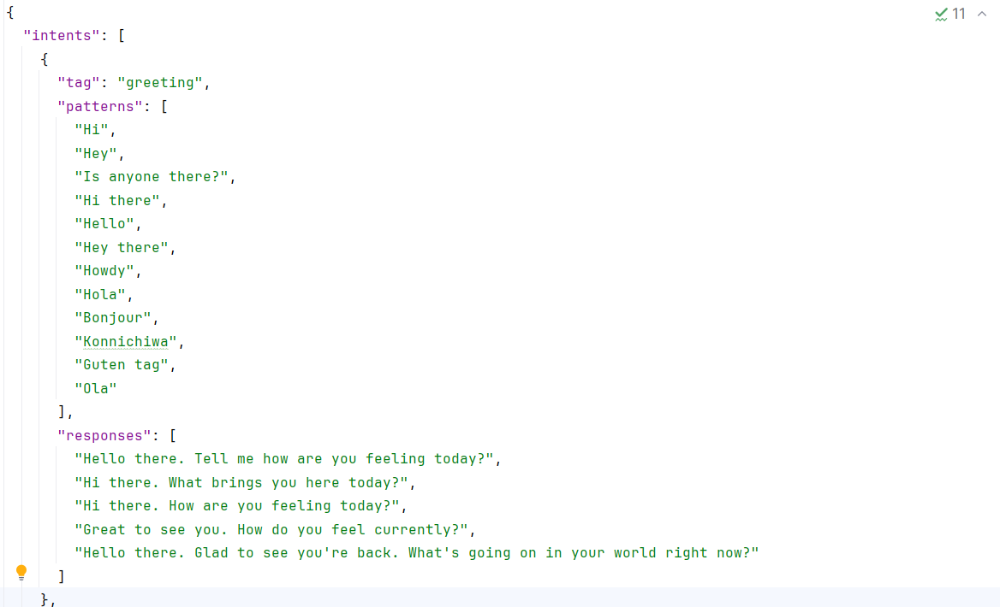 {
11
  "intents": [
    {
      "tag": "greeting",
      "patterns": [
        "Hi",
        "Hey",
        "Is anyone there?",
        "Hi there",
        "Hello",
        "Hey there",
        "Howdy",
        "Hola",
        "Bonjour",
        "Konnichiwa",
        "Guten tag",
        "Ola"
      ],
      "responses": [
        "Hello there. Tell me how are you feeling today?",
        "Hi there. What brings you here today?",
        "Hi there. How are you feeling today?",
        "Great to see you. How do you feel currently?",
        "Hello there. Glad to see you're back. What's going on in your world right now?"
      ]
    },